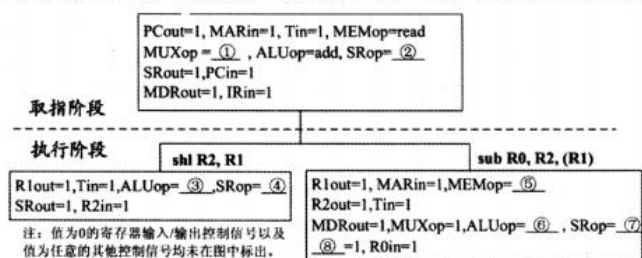 PCout=1, MARin=1, Tin=1, MEMop=read
MUXop = ① , ALUop=add, SRop= ②
SRout=1,PCin=1
MDRout=1, IRin=1
取指阶段
执行阶段
shl R2, R1
sub R0, R2, (R1)
R1out=1,Tin=1,ALUop= ③ ,SRop= ④
SRout=1, R2in=1
R1out=1, MARin=1,MEMop= ⑤
R2out=1,Tin=1
MDRout=1,MUXop=1,ALUop= ⑥ , SRop= ⑦
⑧ =1, R0in=1
注：值为0的寄存器输入/输出控制信号以及
值为任意的其他控制信号均未在图中标出。